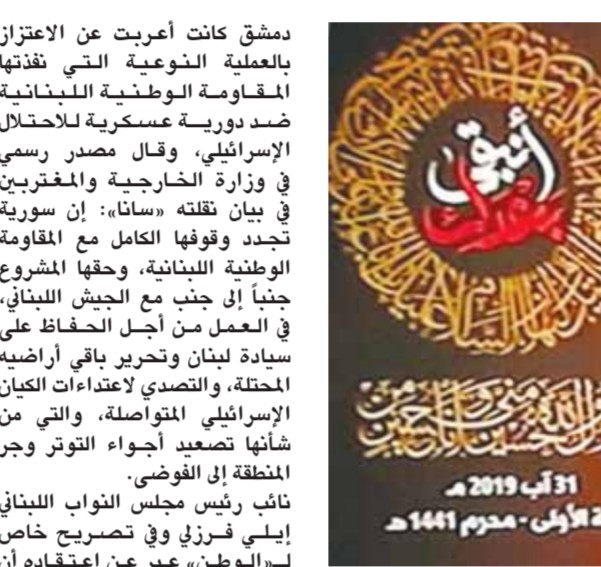 دمشق كانت أعربت عن الاعتزاز
بالعملية النوعية التي نفذتها
المقاومة الوطنية اللبنانية
ضد دورية عسكرية للاحتلال
الإسرائيلي، وقال مصدر رسمي
في وزارة الخارجية والمغتربين
في بيان نقلته «سانا»: إن سورية
تجدد وقوفها الكامل مع المقاومة
الوطنية اللبنانية، وحقها المشروع
جنباً إلى جنب مع الجيش اللبناني،
في العمل من أجل الحفاظ على
سيادة لبنان وتحرير باقي أراضيه
المحتلة، والتصدي لاعتداءات الكيان
الإسرائيلي المتواصلة، والتي من
شأنها تصعيد أجواء التوتر وجر
المنطقة إلى الفوضى.
نائب رئيس مجلس النواب اللبناني
إيلي فرزلي وفي تصريح خاص
لـ«الوطن» عبر عن اعتقاده أن
31 آب 2019 مـ
الأولى - محرم 1441 هـ